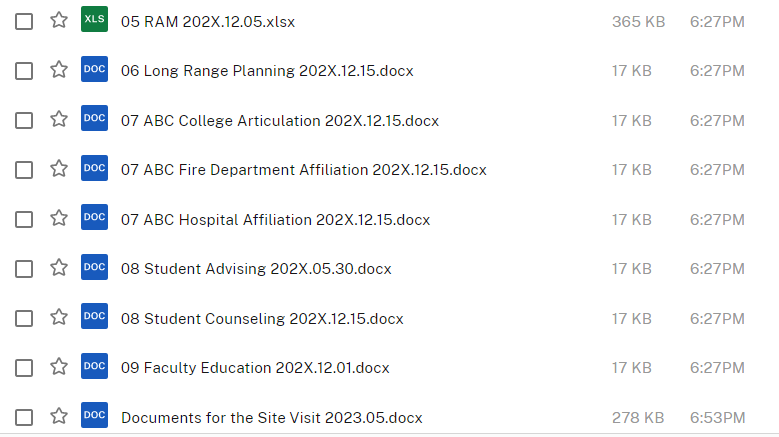 XLS 05 RAM 202X.12.05.xlsx 365 KB 6:27PM
DOC 06 Long Range Planning 202X.12.15.docx 17 KB 6:27PM
DOC 07 ABC College Articulation 202X.12.15.docx 17 KB 6:27PM
DOC 07 ABC Fire Department Affiliation 202X.12.15.docx 17 KB 6:27PM
DOC 07 ABC Hospital Affiliation 202X.12.15.docx 17 KB 6:27PM
DOC 08 Student Advising 202X.05.30.docx 17 KB 6:27PM
DOC 08 Student Counseling 202X.12.15.docx 17 KB 6:27PM
DOC 09 Faculty Education 202X.12.01.docx 17 KB 6:27PM
DOC Documents for the Site Visit 2023.05.docx 278 KB 6:53PM